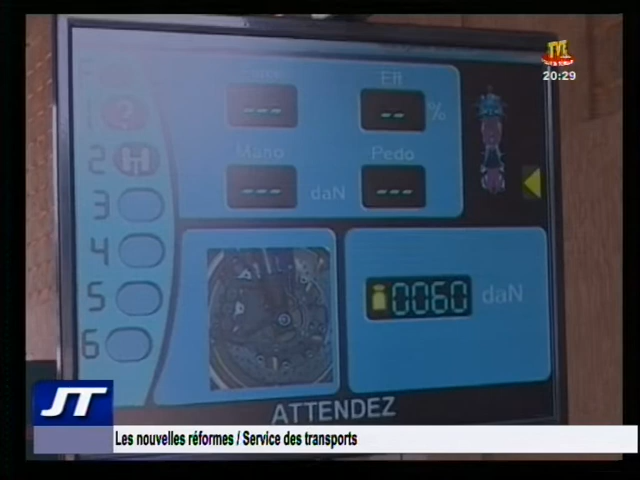 TVL
20:29
Eff
%
1 ?
2
3
4
5
6
Mano
Pedo
---
---
---
daN
---
0060 daN
ATTENDEZ
JT
Les nouvelles réformes / Service des transports